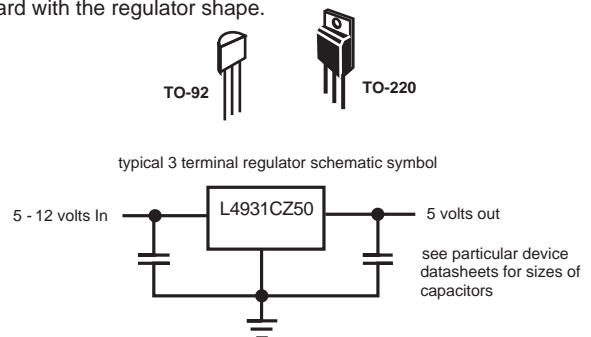 with the regulator shape.
TO-92
TO-220
typical 3 terminal regulator schematic symbol
5 - 12 volts In
L4931CZ50
5 volts out
see particular device
datasheets for sizes of
capacitors